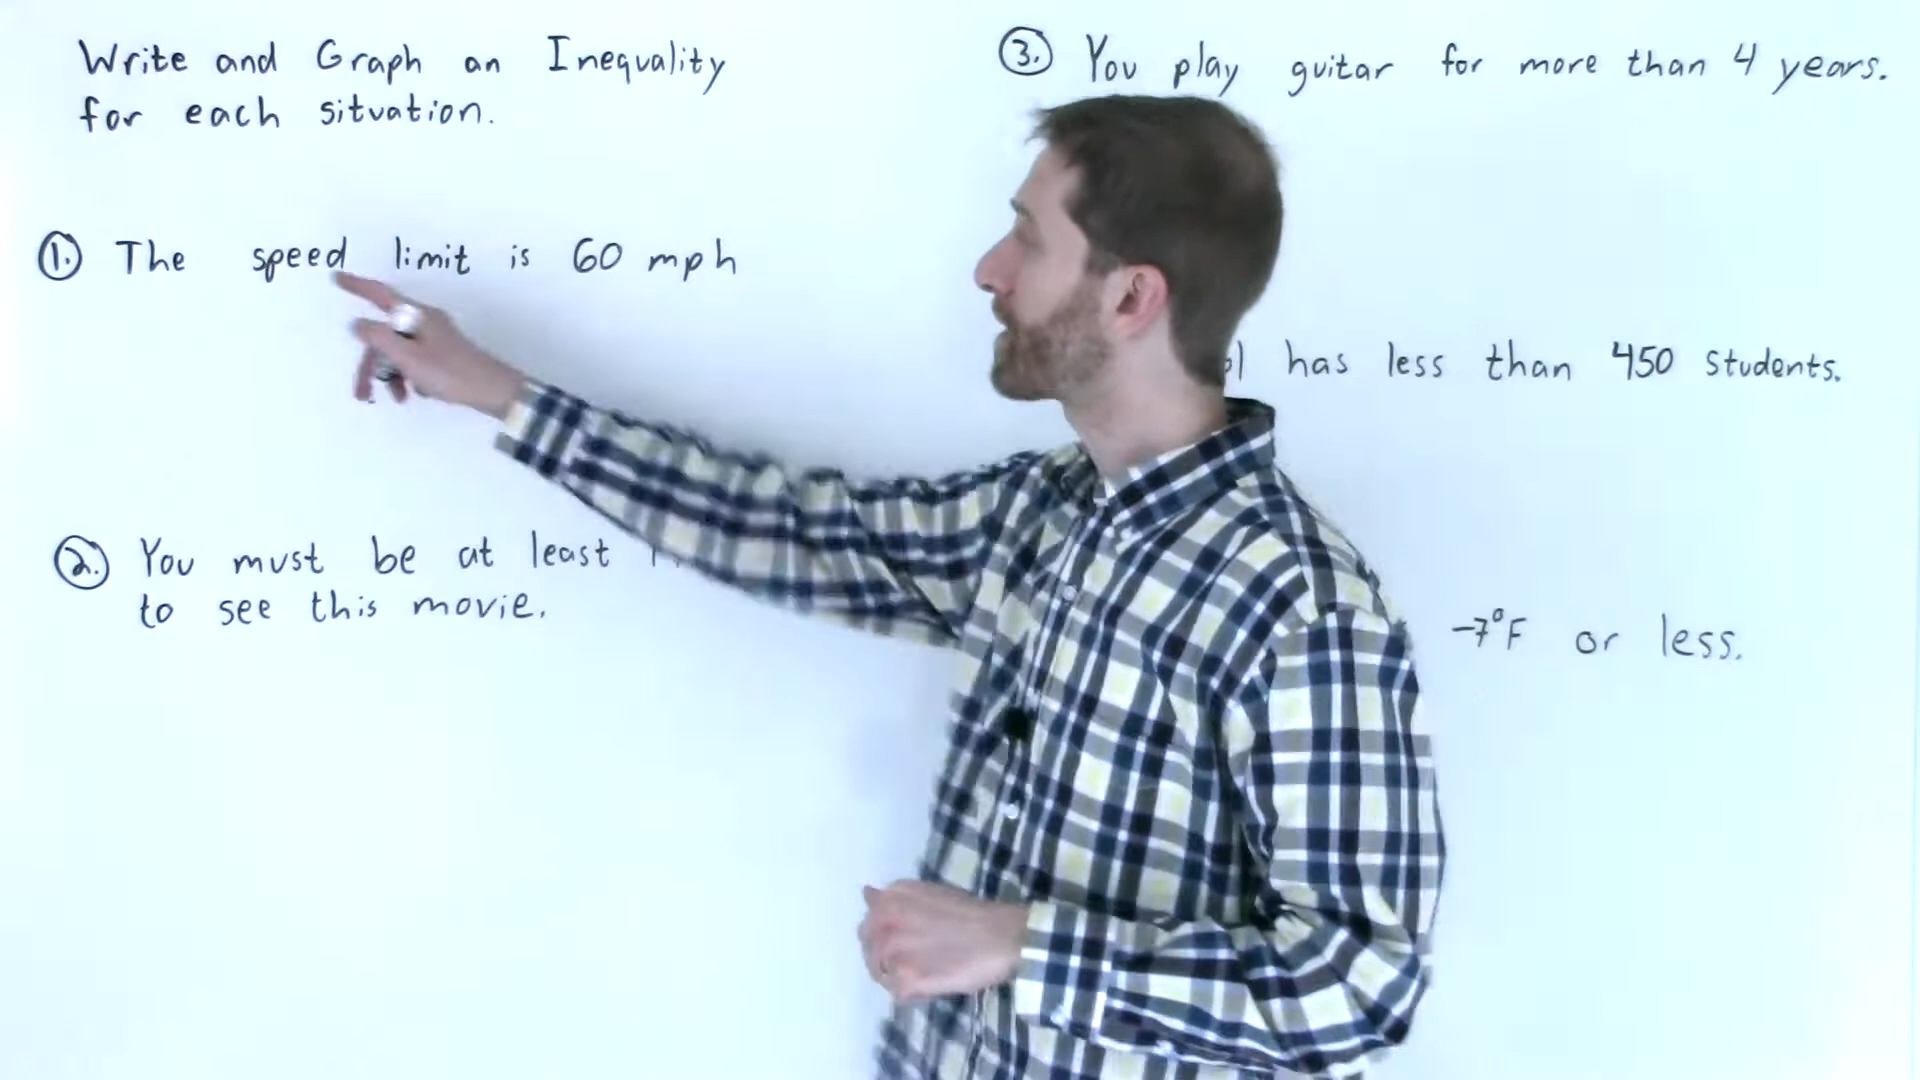 Write and Graph an Inequality
for each situation.
1. The speed limit is 60 mph
2. You must be at least
to see this movie.
3. You play guitar for more than 4 years.
has less than 450 students.
-7°F or less.